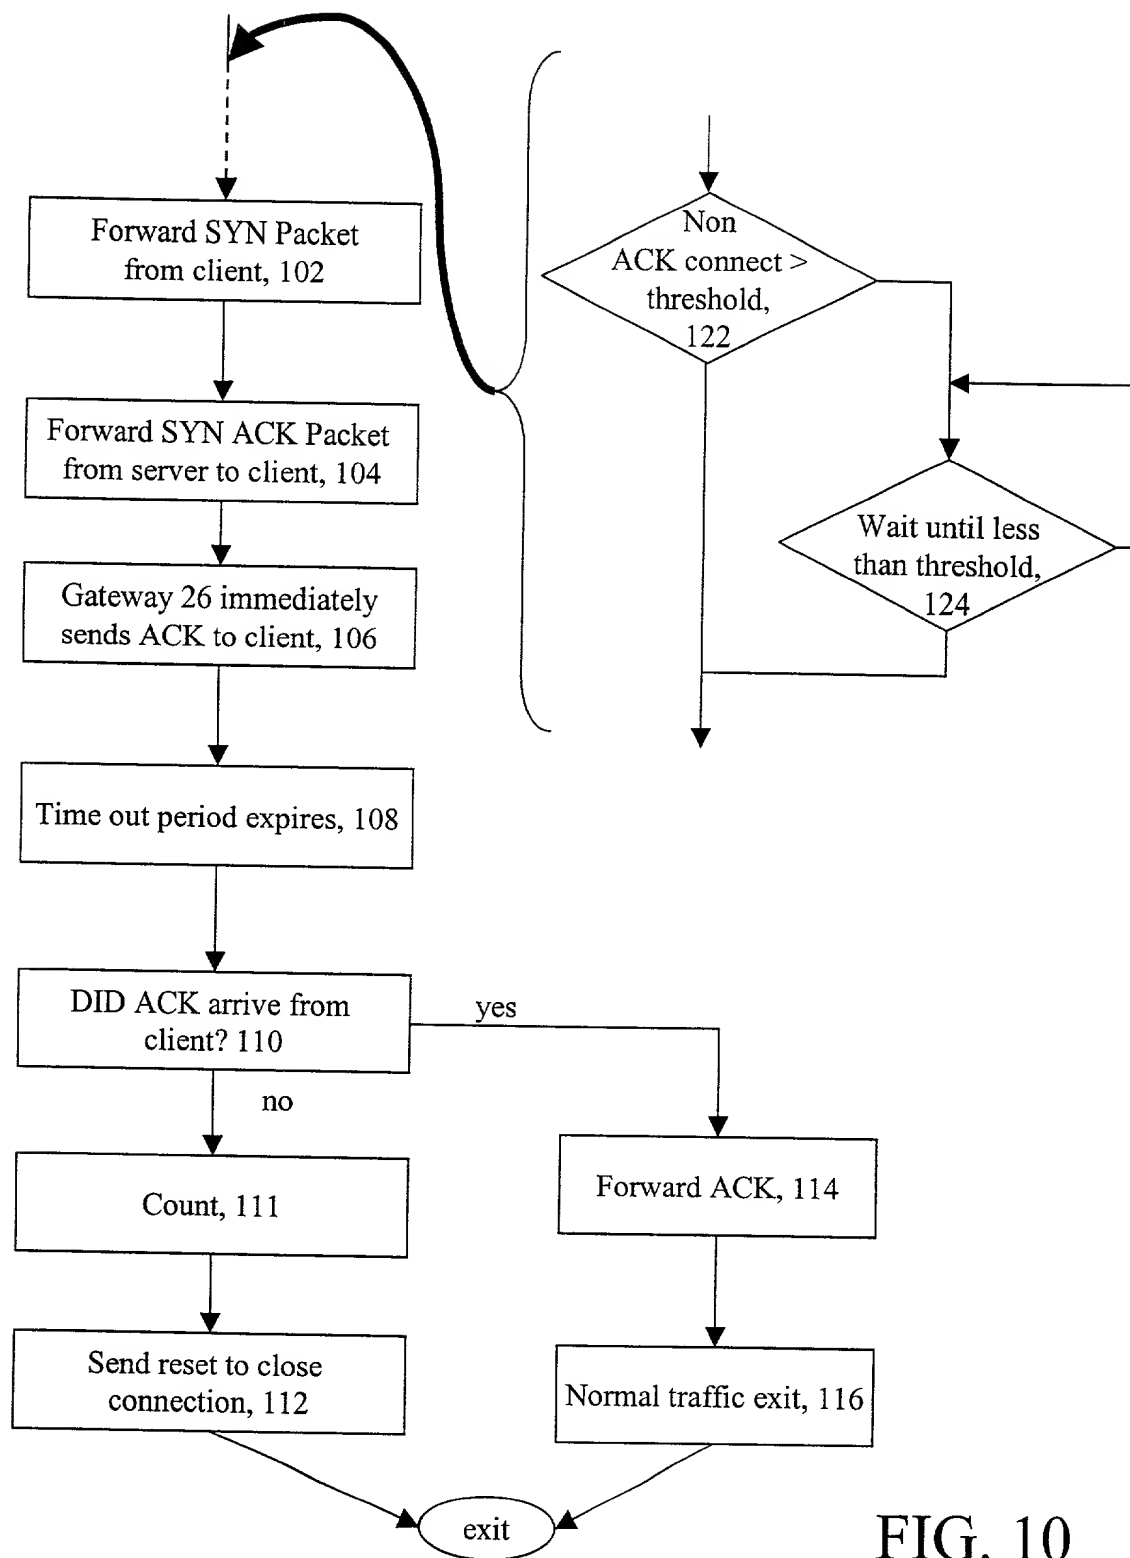 Forward SYN Packet
from client, 102
Forward SYN ACK Packet
from server to client, 104
Gateway 26 immediately
sends ACK to client, 106
Time out period expires, 108
DID ACK arrive from
client? 110
yes
no
Count, 111
Forward ACK, 114
Send reset to close
connection, 112
Normal traffic exit, 116
exit
Non
ACK connect >
threshold,
122
Wait until less
than threshold,
124
FIG. 10